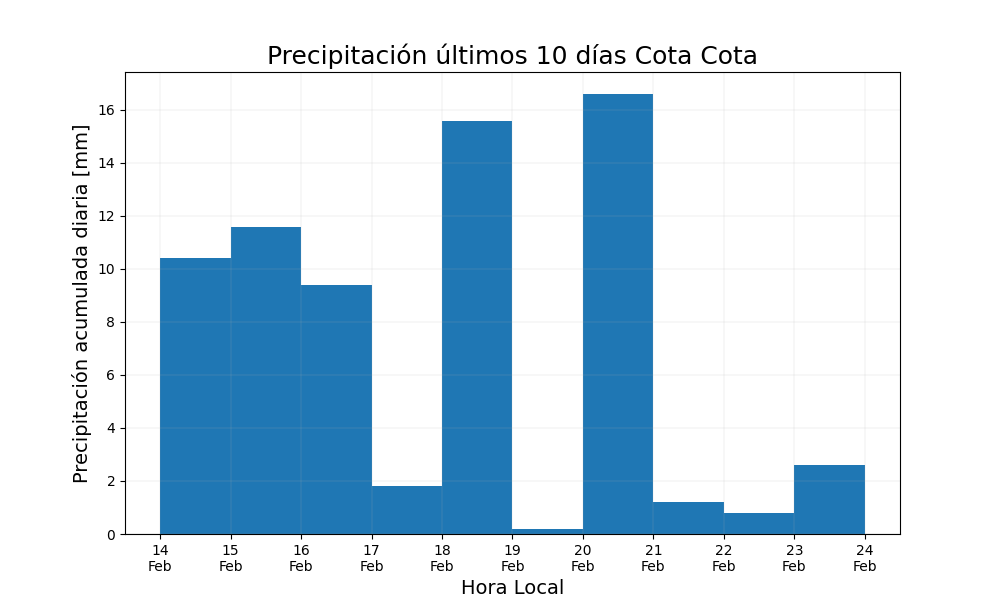 Precipitación últimos 10 días Cota Cota
Precipitación acumulada diaria [mm]
16
14
12
10
8
6
4
2
0
14 15 16 17 18 19 20 21 22 23 24
Feb Feb Feb Feb Feb Feb Feb Feb Feb Feb Feb
Hora Local